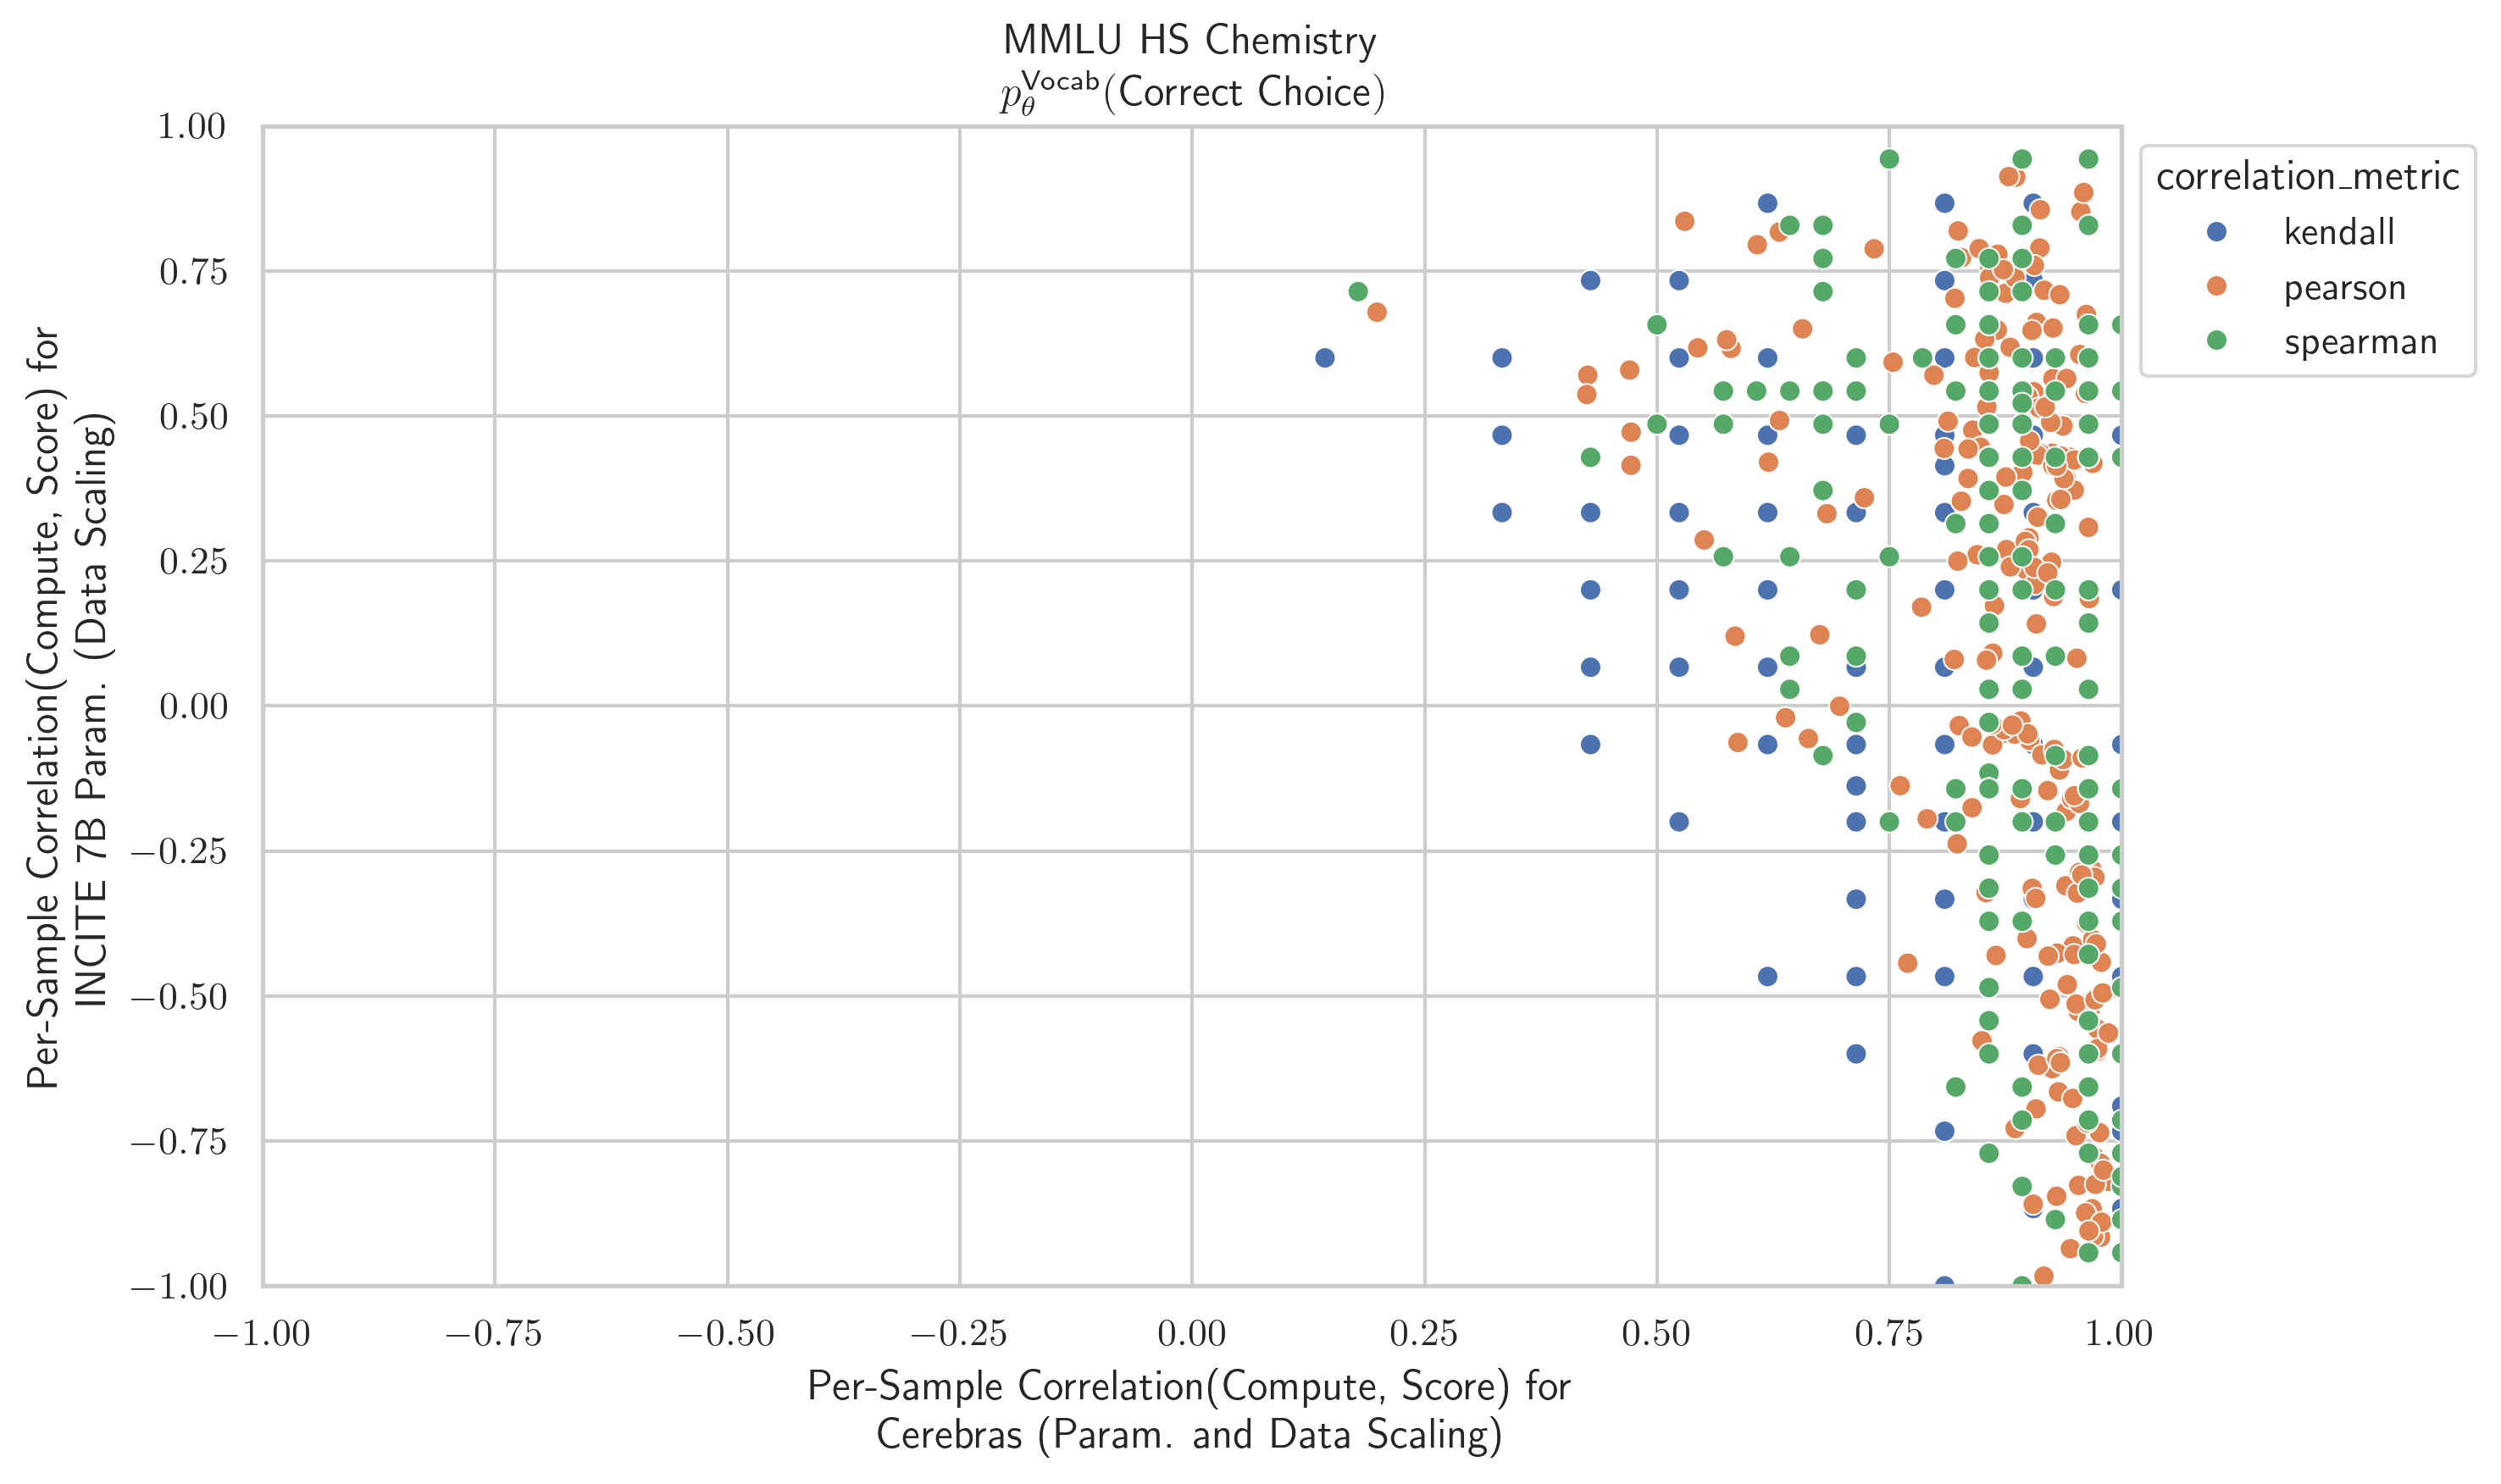 MMLU HS Chemistry
p_θ^Vocab(Correct Choice)
1.00
0.75
0.50
0.25
0.00
−0.25
−0.50
−0.75
−1.00
Per-Sample Correlation(Compute, Score) for
INCITE 7B Param. (Data Scaling)
correlation_metric
kendall
pearson
spearman
−1.00 −0.75 −0.50 −0.25 0.00 0.25 0.50 0.75 1.00
Per-Sample Correlation(Compute, Score) for
Cerebras (Param. and Data Scaling)